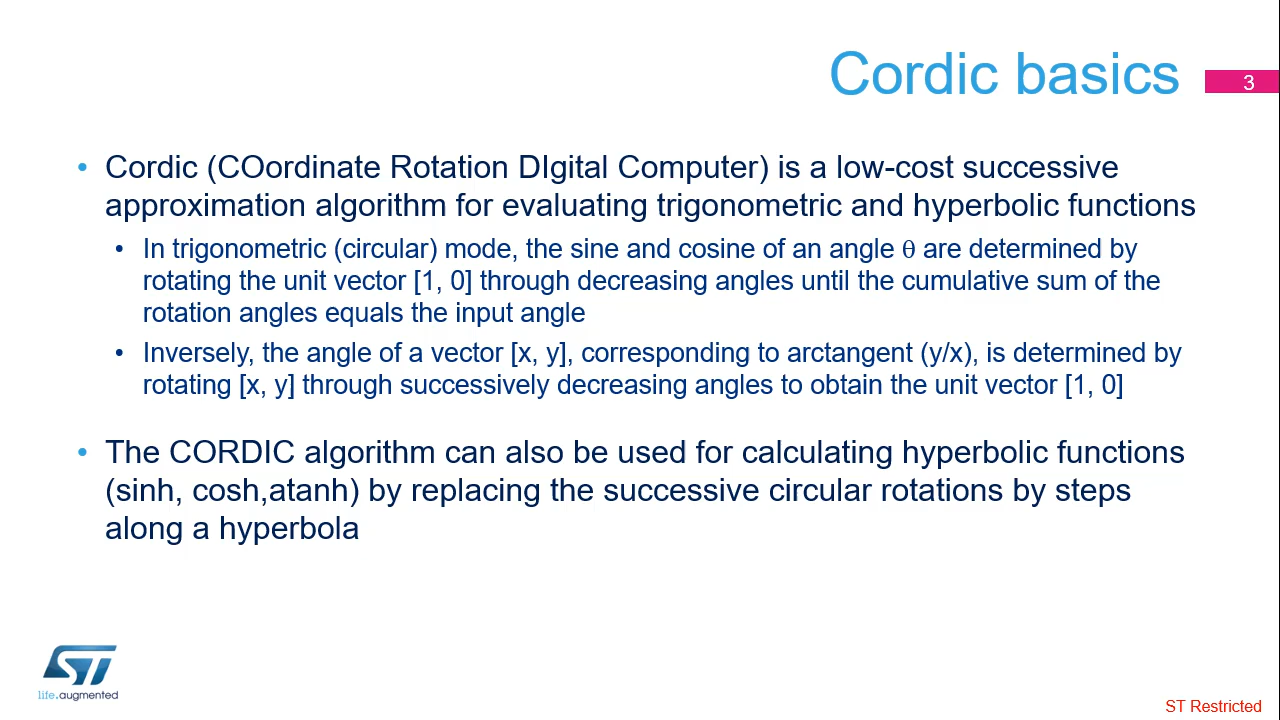 Cordic basics
3
• Cordic (COordinate Rotation DIgital Computer) is a low-cost successive
approximation algorithm for evaluating trigonometric and hyperbolic functions
• In trigonometric (circular) mode, the sine and cosine of an angle θ are determined by
rotating the unit vector [1, 0] through decreasing angles until the cumulative sum of the
rotation angles equals the input angle
• Inversely, the angle of a vector [x, y], corresponding to arctangent (y/x), is determined by
rotating [x, y] through successively decreasing angles to obtain the unit vector [1, 0]
• The CORDIC algorithm can also be used for calculating hyperbolic functions
(sinh, cosh,atanh) by replacing the successive circular rotations by steps
along a hyperbola
ST
life.augmented
ST Restricted